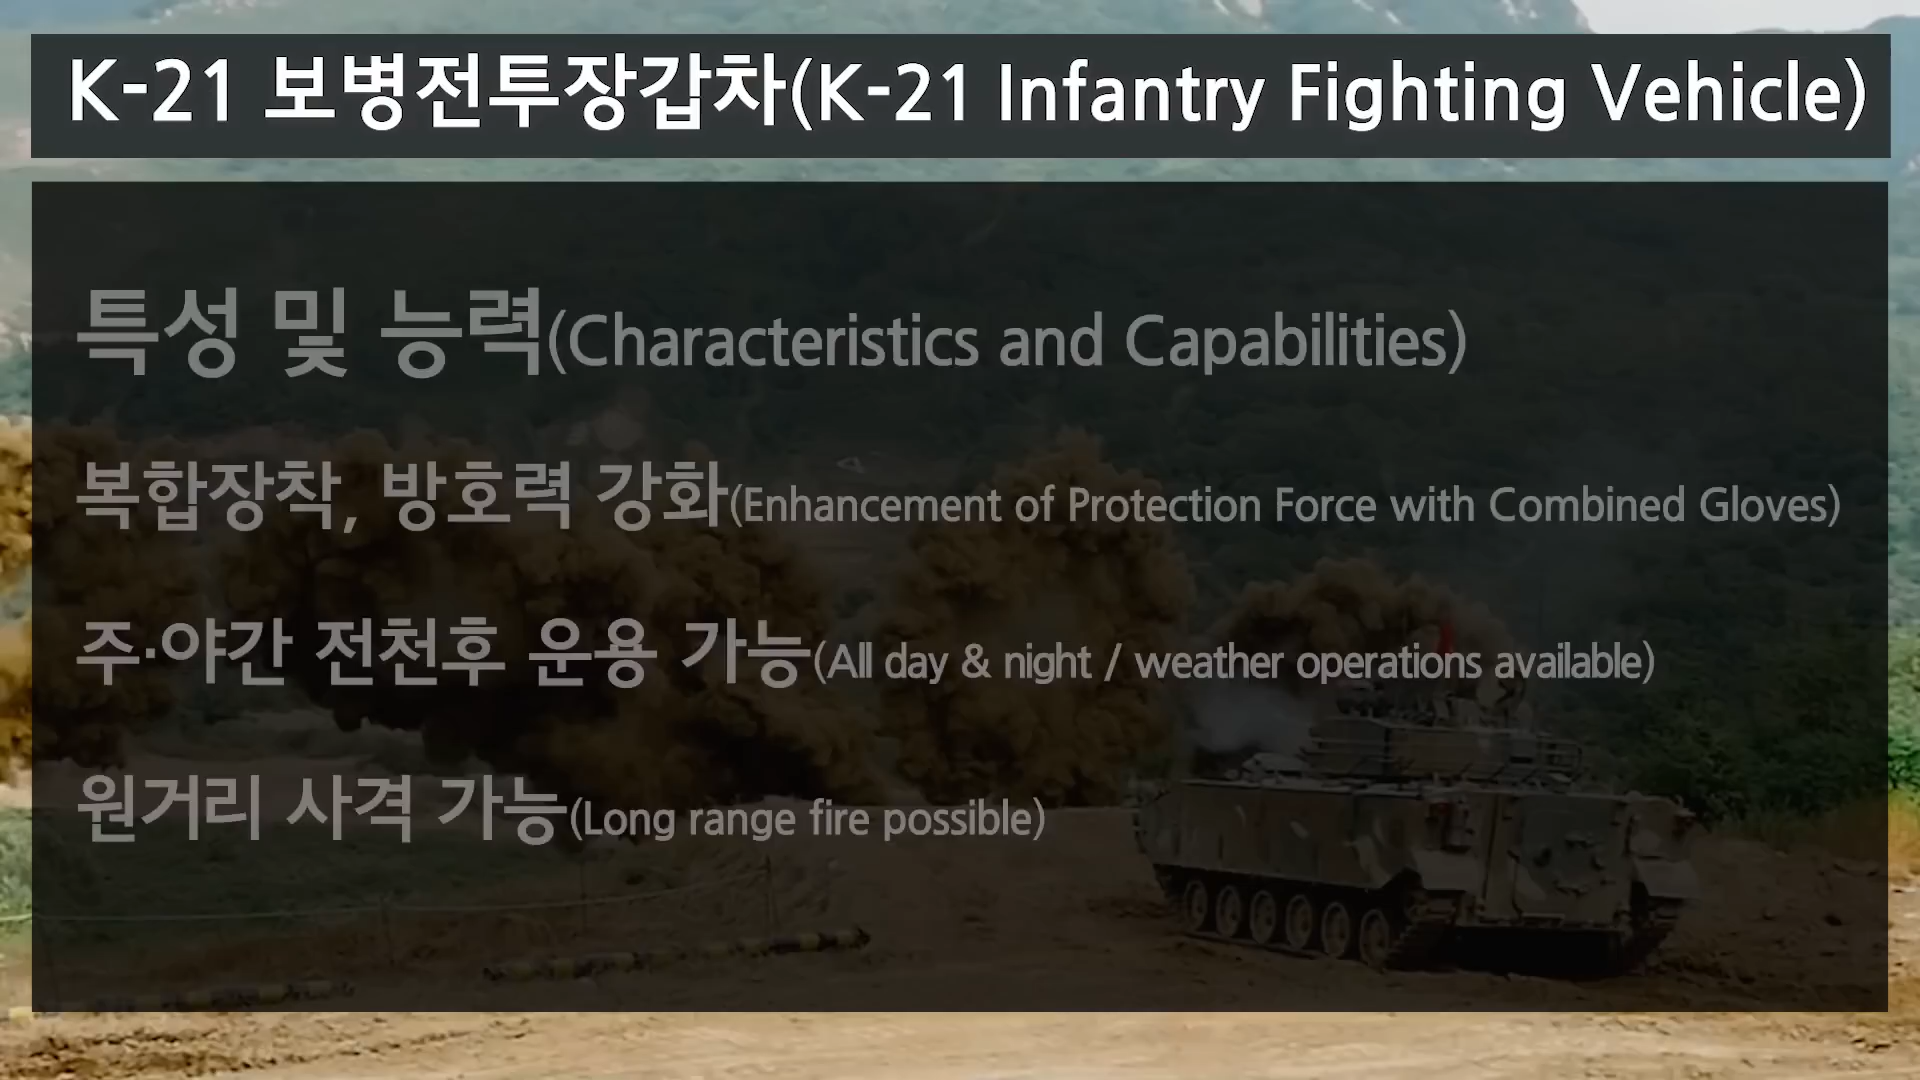 K-21 보병전투장갑차(K-21 Infantry Fighting Vehicle)
특성 및 능력(Characteristics and Capabilities)
복합장착, 방호력 강화(Enhancement of Protection Force with Combined Gloves)
주·야간 전천후 운용 가능(All day & night / weather operations available)
원거리 사격 가능(Long range fire possible)